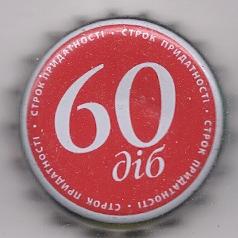 60
діб
СТРОК ПРИДАТНОСТІ • СТРОК ПРИДАТНОСТІ • СТРОК ПРИДАТНОСТІ • СТРОК ПРИДАТНОСТІ •